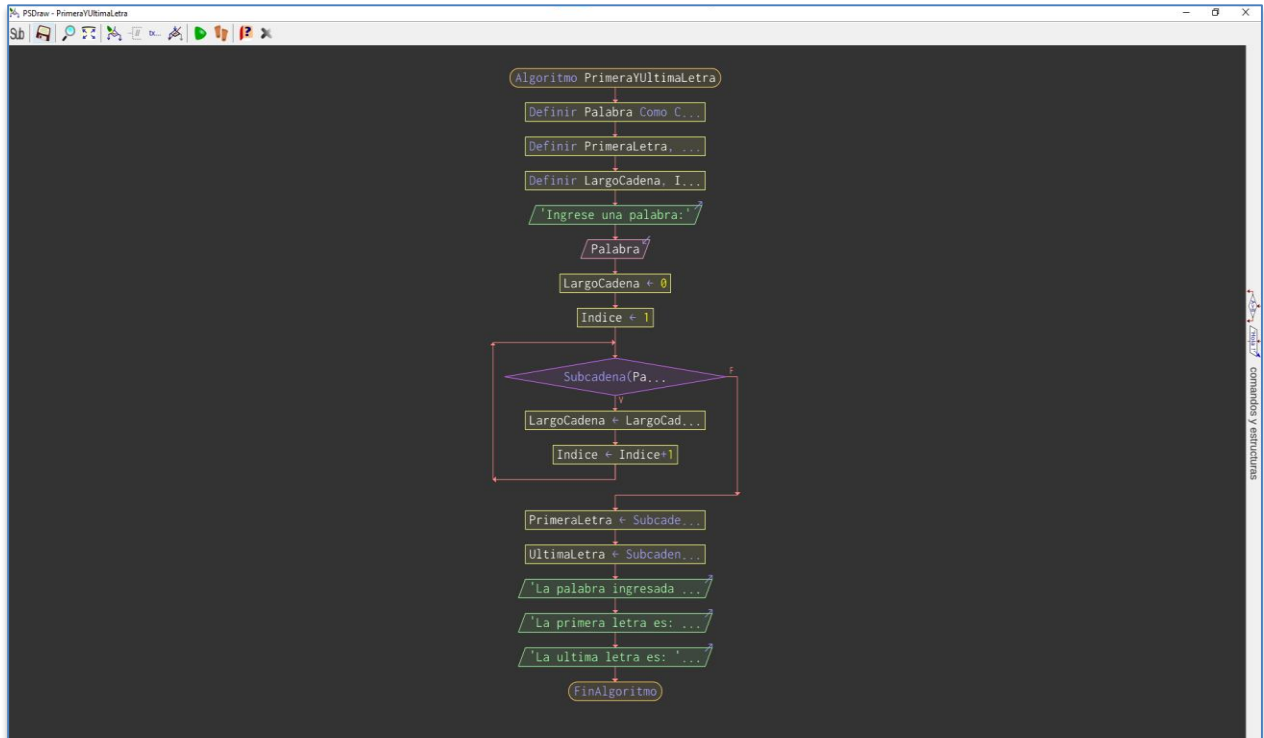 PSDraw - PrimeraYUltimaLetra
Sub
Algoritmo PrimeraYUltimaLetra
Definir Palabra Como C...
Definir PrimeraLetra, ...
Definir LargoCadena, I...
'Ingrese una palabra:'
Palabra
LargoCadena ← 0
Indice ← 1
Subcadena(Pa...
F
V
LargoCadena ← LargoCad...
Indice ← Indice+1
PrimeraLetra ← Subcade...
UltimaLetra ← Subcaden...
'La palabra ingresada ...
'La primera letra es: ...
'La ultima letra es: '...
FinAlgoritmo
comandos y estructuras